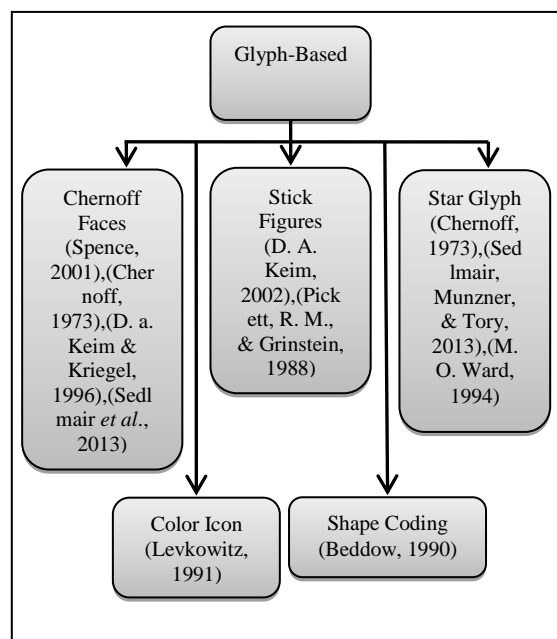 Glyph-Based
Chernoff
Faces
(Spence,
2001),(Cher
noff,
1973),(D. a.
Keim &
Kriegel,
1996),(Sedl
mair et al.,
2013)
Stick
Figures
(D. A.
Keim,
2002),(Pick
ett, R. M.,
& Grinstein,
1988)
Star Glyph
(Chernoff,
1973),(Sed
lmair,
Munzner,
& Tory,
2013),(M.
O. Ward,
1994)
Color Icon
(Levkowitz,
1991)
Shape Coding
(Beddow, 1990)